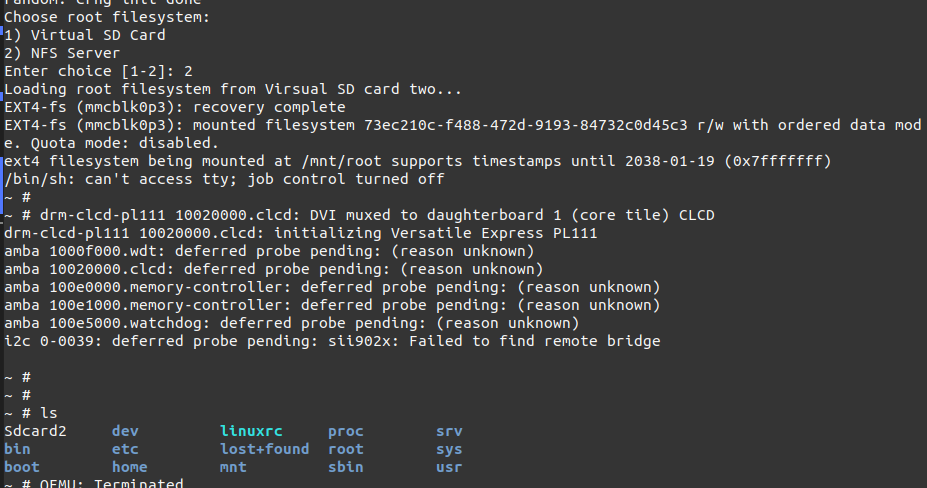 random: crng init done
Choose root filesystem:
1) Virtual SD Card
2) NFS Server
Enter choice [1-2]: 2
Loading root filesystem from Virsual SD card two...
EXT4-fs (mmcblk0p3): recovery complete
EXT4-fs (mmcblk0p3): mounted filesystem 73ec210c-f488-472d-9193-84732c0d45c3 r/w with ordered data mod
e. Quota mode: disabled.
ext4 filesystem being mounted at /mnt/root supports timestamps until 2038-01-19 (0x7fffffff)
/bin/sh: can't access tty; job control turned off
~ #
~ # drm-clcd-pl111 10020000.clcd: DVI muxed to daughterboard 1 (core tile) CLCD
drm-clcd-pl111 10020000.clcd: initializing Versatile Express PL111
amba 1000f000.wdt: deferred probe pending: (reason unknown)
amba 10020000.clcd: deferred probe pending: (reason unknown)
amba 100e0000.memory-controller: deferred probe pending: (reason unknown)
amba 100e1000.memory-controller: deferred probe pending: (reason unknown)
amba 100e5000.watchdog: deferred probe pending: (reason unknown)
i2c 0-0039: deferred probe pending: sii902x: Failed to find remote bridge
~ #
~ #
~ # ls
Sdcard2 dev linuxrc proc srv
bin etc lost+found root sys
boot home mnt sbin usr
~ # QEMU: Terminated